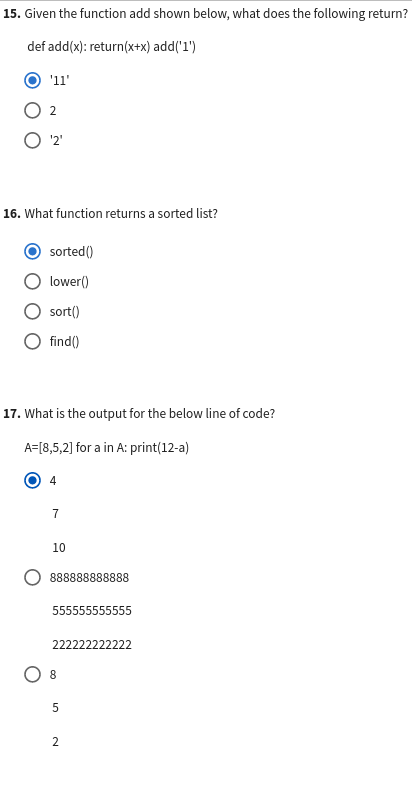 15. Given the function add shown below, what does the following return?
def add(x): return(x+x) add('1')
'11'
2
'2'
16. What function returns a sorted list?
sorted()
lower()
sort()
find()
17. What is the output for the below line of code?
A=[8,5,2] for a in A: print(12-a)
4
7
10
888888888888
555555555555
222222222222
8
5
2